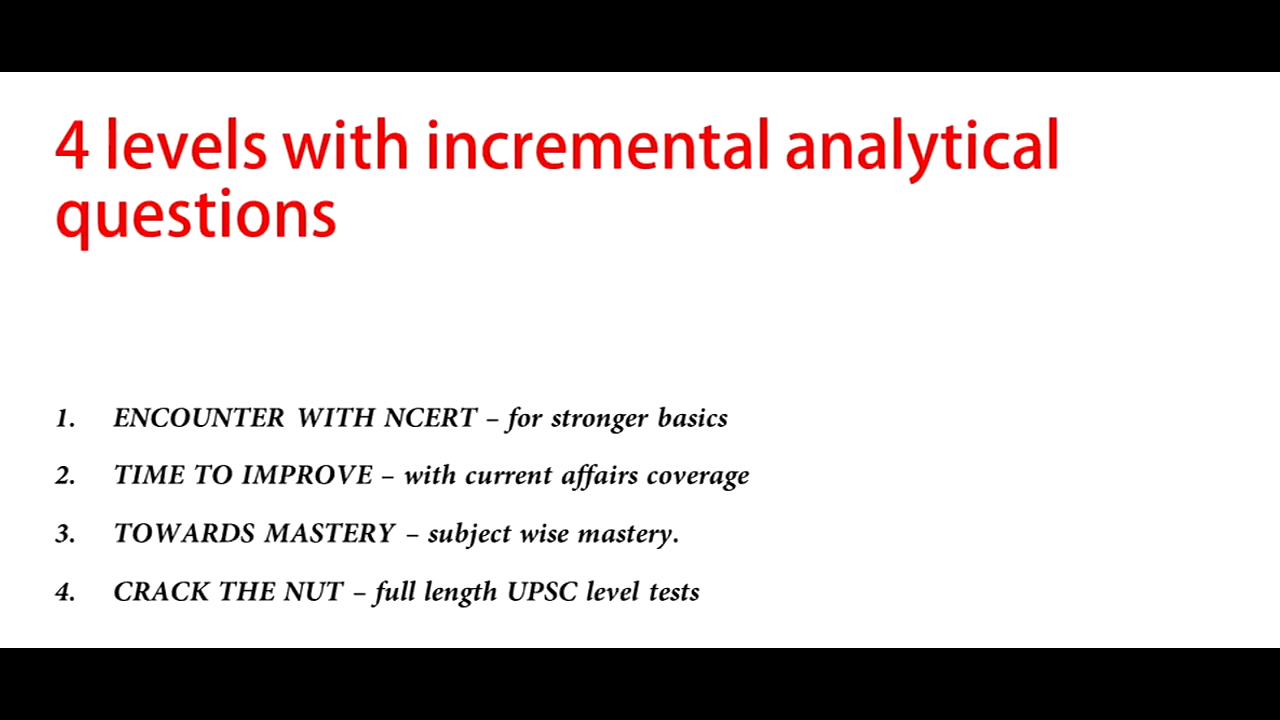 4 levels with incremental analytical
questions
1. ENCOUNTER WITH NCERT – for stronger basics
2. TIME TO IMPROVE – with current affairs coverage
3. TOWARDS MASTERY – subject wise mastery.
4. CRACK THE NUT – full length UPSC level tests